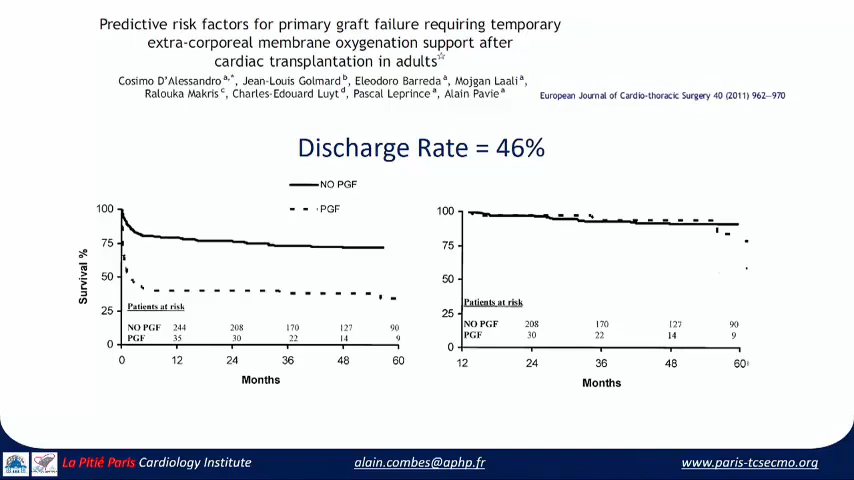 Predictive risk factors for primary graft failure requiring temporary
extra-corporeal membrane oxygenation support after
cardiac transplantation in adults☆
Cosimo D'Alessandro a,*, Jean-Louis Golmard b, Eleodoro Barreda a, Mojgan Laali a,
Ralouka Makris c, Charles-Edouard Luyt d, Pascal Leprince a, Alain Pavie a
European Journal of Cardio-thoracic Surgery 40 (2011) 962—970
Discharge Rate = 46%
NO PGF
PGF
Survival %
100
75
50
25
0
Patients at risk
NO PGF 244 208 170 127 90
PGF 35 30 22 14 9
0 12 24 36 48 60
Months
100
75
50
25
0
Patients at risk
NO PGF 208 170 127 90
PGF 30 22 14 9
12 24 36 48 60
Months
La Pitié Paris Cardiology Institute
alain.combes@aphp.fr
www.paris-tcsecmo.org